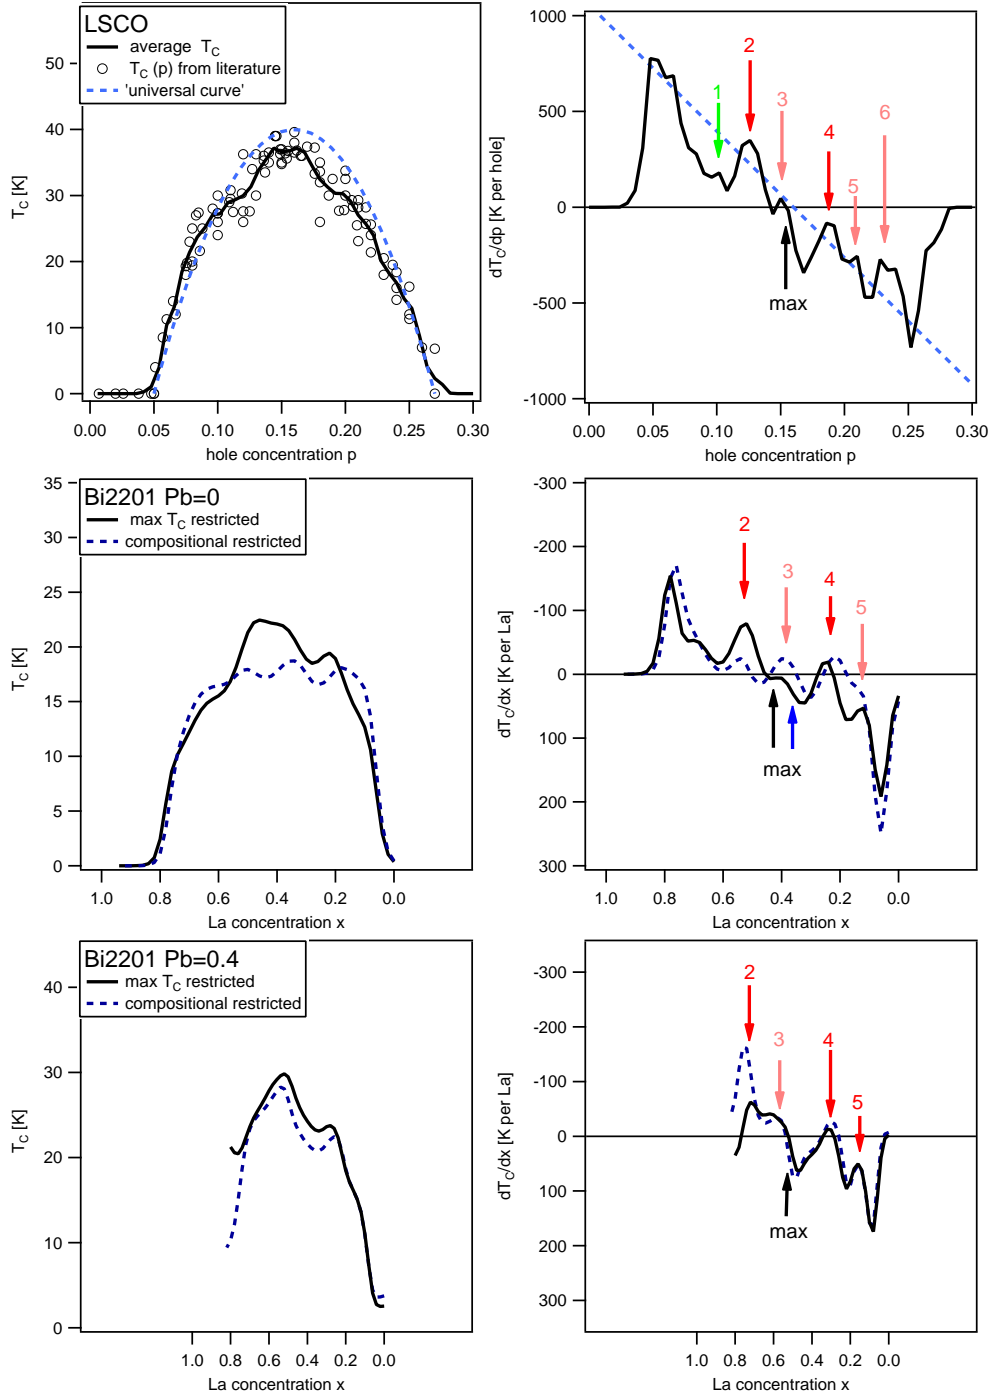 LSCO
average T_C
T_C (p) from literature
'universal curve'
50
40
30
20
10
0
T_C [K]
0.00 0.05 0.10 0.15 0.20 0.25 0.30
hole concentration p
1000
500
0
-500
-1000
dT_C/dp [K per hole]
1
2
3
4
5
6
max
0.00 0.05 0.10 0.15 0.20 0.25 0.30
hole concentration p
Bi2201 Pb=0
max T_C restricted
compositional restricted
35
30
25
20
15
10
5
0
T_C [K]
1.0 0.8 0.6 0.4 0.2 0.0
La concentration x
-300
-200
-100
0
100
200
300
dT_C/dx [K per La]
2
3
4
5
max
1.0 0.8 0.6 0.4 0.2 0.0
La concentration x
Bi2201 Pb=0.4
max T_C restricted
compositional restricted
40
30
20
10
0
T_C [K]
1.0 0.8 0.6 0.4 0.2 0.0
La concentration x
-300
-200
-100
0
100
200
300
dT_C/dx [K per La]
2
3
4
5
max
1.0 0.8 0.6 0.4 0.2 0.0
La concentration x